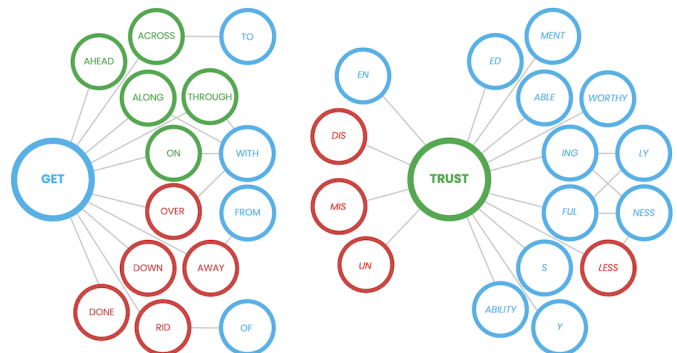 GET
AHEAD
ACROSS
TO
ALONG
THROUGH
ON
WITH
OVER
FROM
DOWN
AWAY
DONE
RID
OF
EN
DIS
MIS
UN
TRUST
ED
MENT
ABLE
WORTHY
ING
LY
FUL
NESS
S
LESS
ABILITY
Y